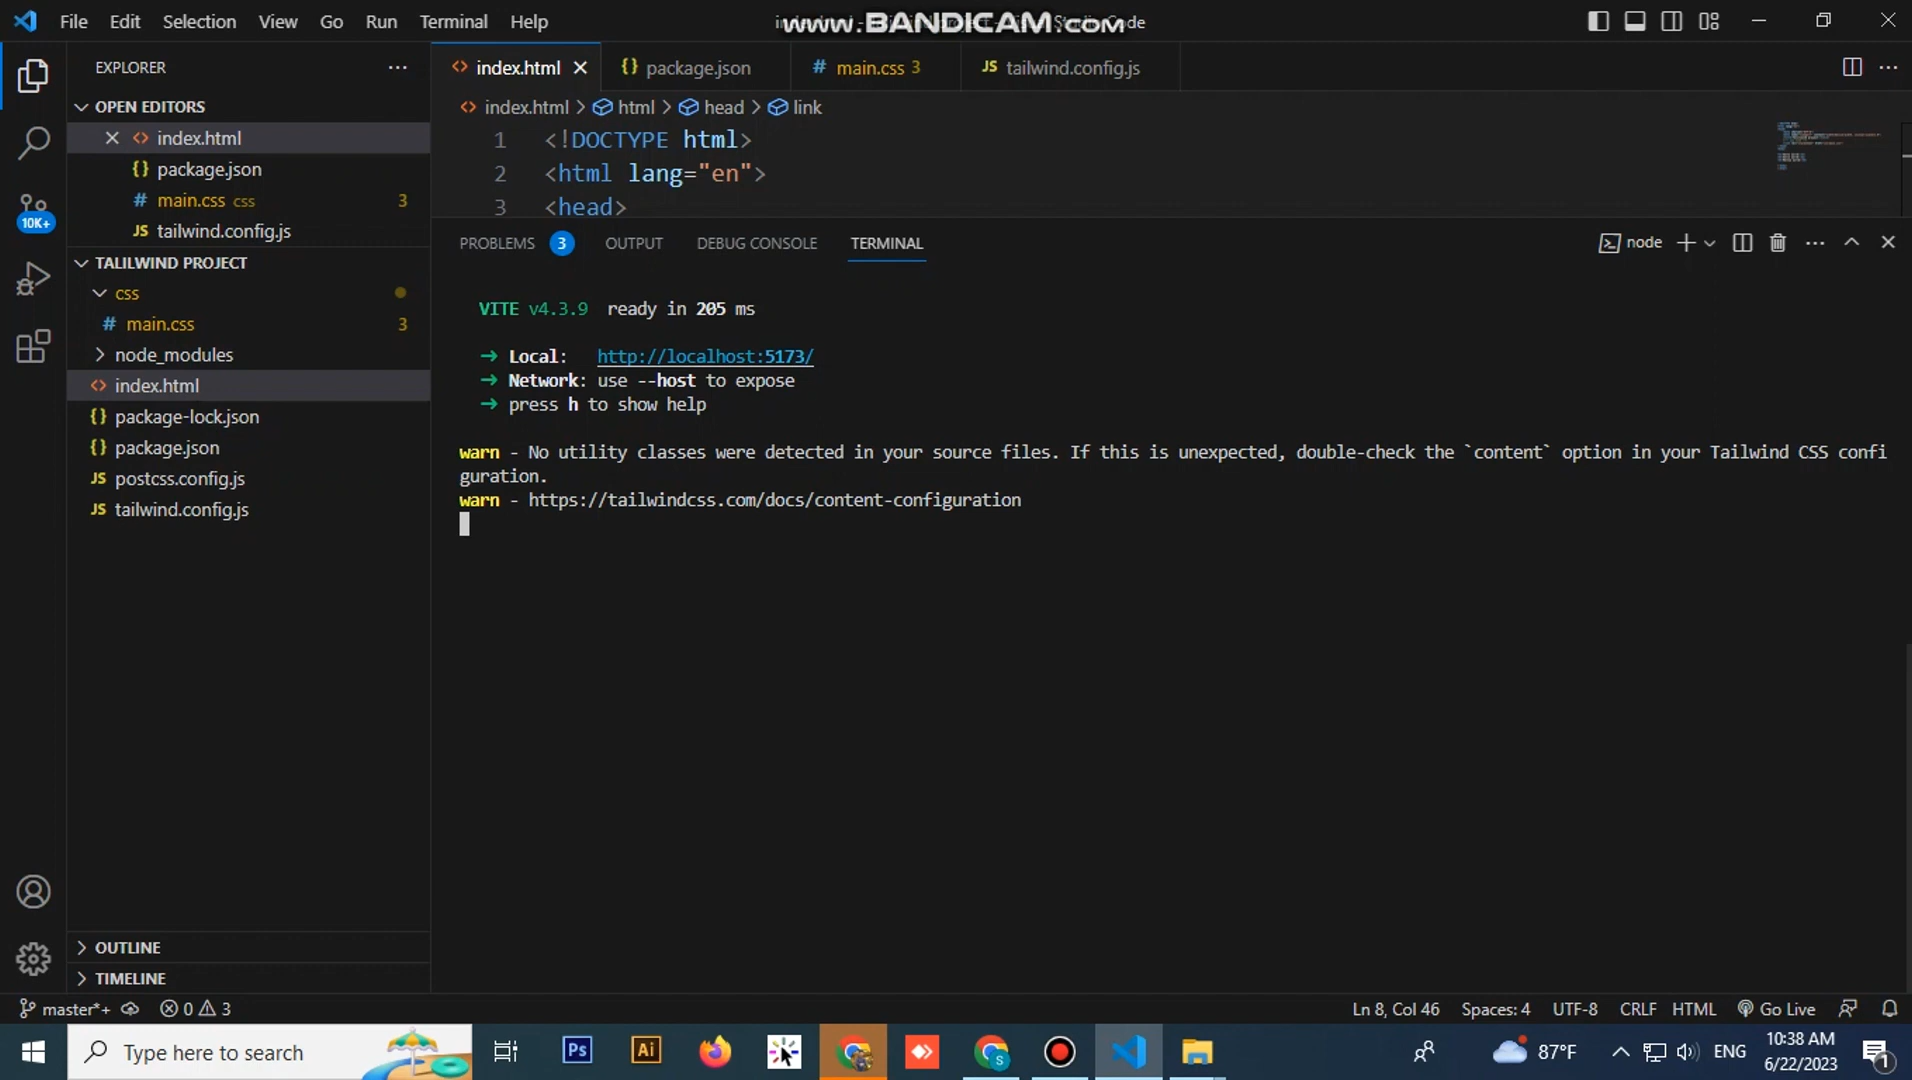 File Edit Selection View Go Run Terminal Help
www.BANDICAM.com
Code
EXPLORER
index.html
package.json
main.css 3
tailwind.config.js
OPEN EDITORS
index.html
package.json
main.css css 3
tailwind.config.js
TALILWIND PROJECT
css
main.css 3
node_modules
index.html
package-lock.json
package.json
postcss.config.js
tailwind.config.js
OUTLINE
TIMELINE
10K+
index.html > html > head > link
1 <!DOCTYPE html>
2 <html lang="en">
3 <head>
PROBLEMS 3 OUTPUT DEBUG CONSOLE TERMINAL
node
VITE v4.3.9 ready in 205 ms
➜ Local: http://localhost:5173/
➜ Network: use --host to expose
➜ press h to show help
warn - No utility classes were detected in your source files. If this is unexpected, double-check the `content` option in your Tailwind CSS confi
guration.
warn - https://tailwindcss.com/docs/content-configuration
master*+ 0 3
Ln 8, Col 46 Spaces: 4 UTF-8 CRLF HTML Go Live
Type here to search
Ps
Ai
S
87°F
ENG
10:38 AM
6/22/2023
1